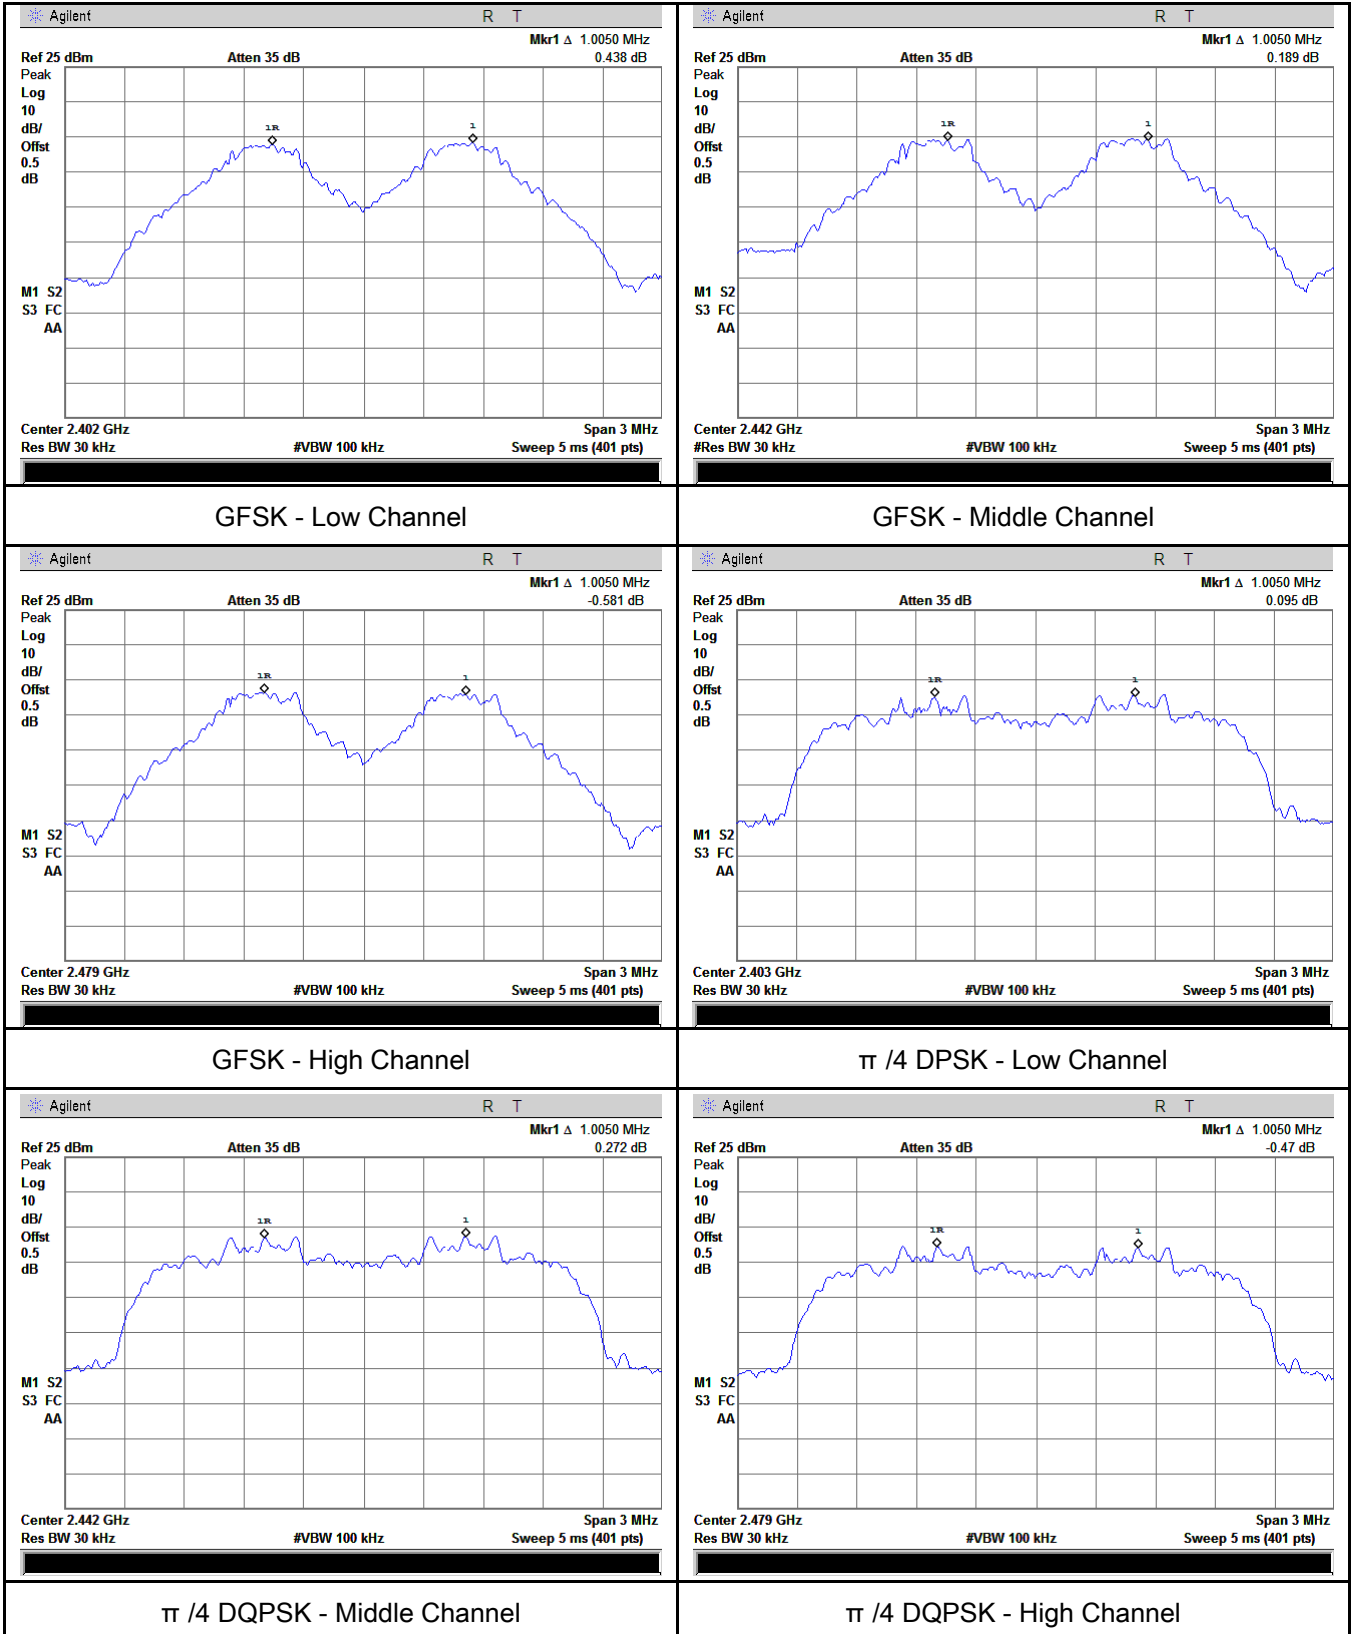 Agilent R T
Mkr1 Δ 1.0050 MHz
Ref 25 dBm Atten 35 dB 0.438 dB
Peak
Log
10
dB/
Offst
0.5
dB
1R 1
M1 S2
S3 FC
AA
Center 2.402 GHz Span 3 MHz
Res BW 30 kHz #VBW 100 kHz Sweep 5 ms (401 pts)
GFSK - Low Channel
Agilent R T
Mkr1 Δ 1.0050 MHz
Ref 25 dBm Atten 35 dB 0.189 dB
Peak
Log
10
dB/
Offst
0.5
dB
1R 1
M1 S2
S3 FC
AA
Center 2.442 GHz Span 3 MHz
#Res BW 30 kHz #VBW 100 kHz Sweep 5 ms (401 pts)
GFSK - Middle Channel
Agilent R T
Mkr1 Δ 1.0050 MHz
Ref 25 dBm Atten 35 dB -0.581 dB
Peak
Log
10
dB/
Offst
0.5
dB
1R 1
M1 S2
S3 FC
AA
Center 2.479 GHz Span 3 MHz
Res BW 30 kHz #VBW 100 kHz Sweep 5 ms (401 pts)
GFSK - High Channel
Agilent R T
Mkr1 Δ 1.0050 MHz
Ref 25 dBm Atten 35 dB 0.095 dB
Peak
Log
10
dB/
Offst
0.5
dB
1R 1
M1 S2
S3 FC
AA
Center 2.403 GHz Span 3 MHz
Res BW 30 kHz #VBW 100 kHz Sweep 5 ms (401 pts)
π /4 DPSK - Low Channel
Agilent R T
Mkr1 Δ 1.0050 MHz
Ref 25 dBm Atten 35 dB 0.272 dB
Peak
Log
10
dB/
Offst
0.5
dB
1R 1
M1 S2
S3 FC
AA
Center 2.442 GHz Span 3 MHz
Res BW 30 kHz #VBW 100 kHz Sweep 5 ms (401 pts)
π /4 DQPSK - Middle Channel
Agilent R T
Mkr1 Δ 1.0050 MHz
Ref 25 dBm Atten 35 dB -0.47 dB
Peak
Log
10
dB/
Offst
0.5
dB
1R 1
M1 S2
S3 FC
AA
Center 2.479 GHz Span 3 MHz
Res BW 30 kHz #VBW 100 kHz Sweep 5 ms (401 pts)
π /4 DQPSK - High Channel